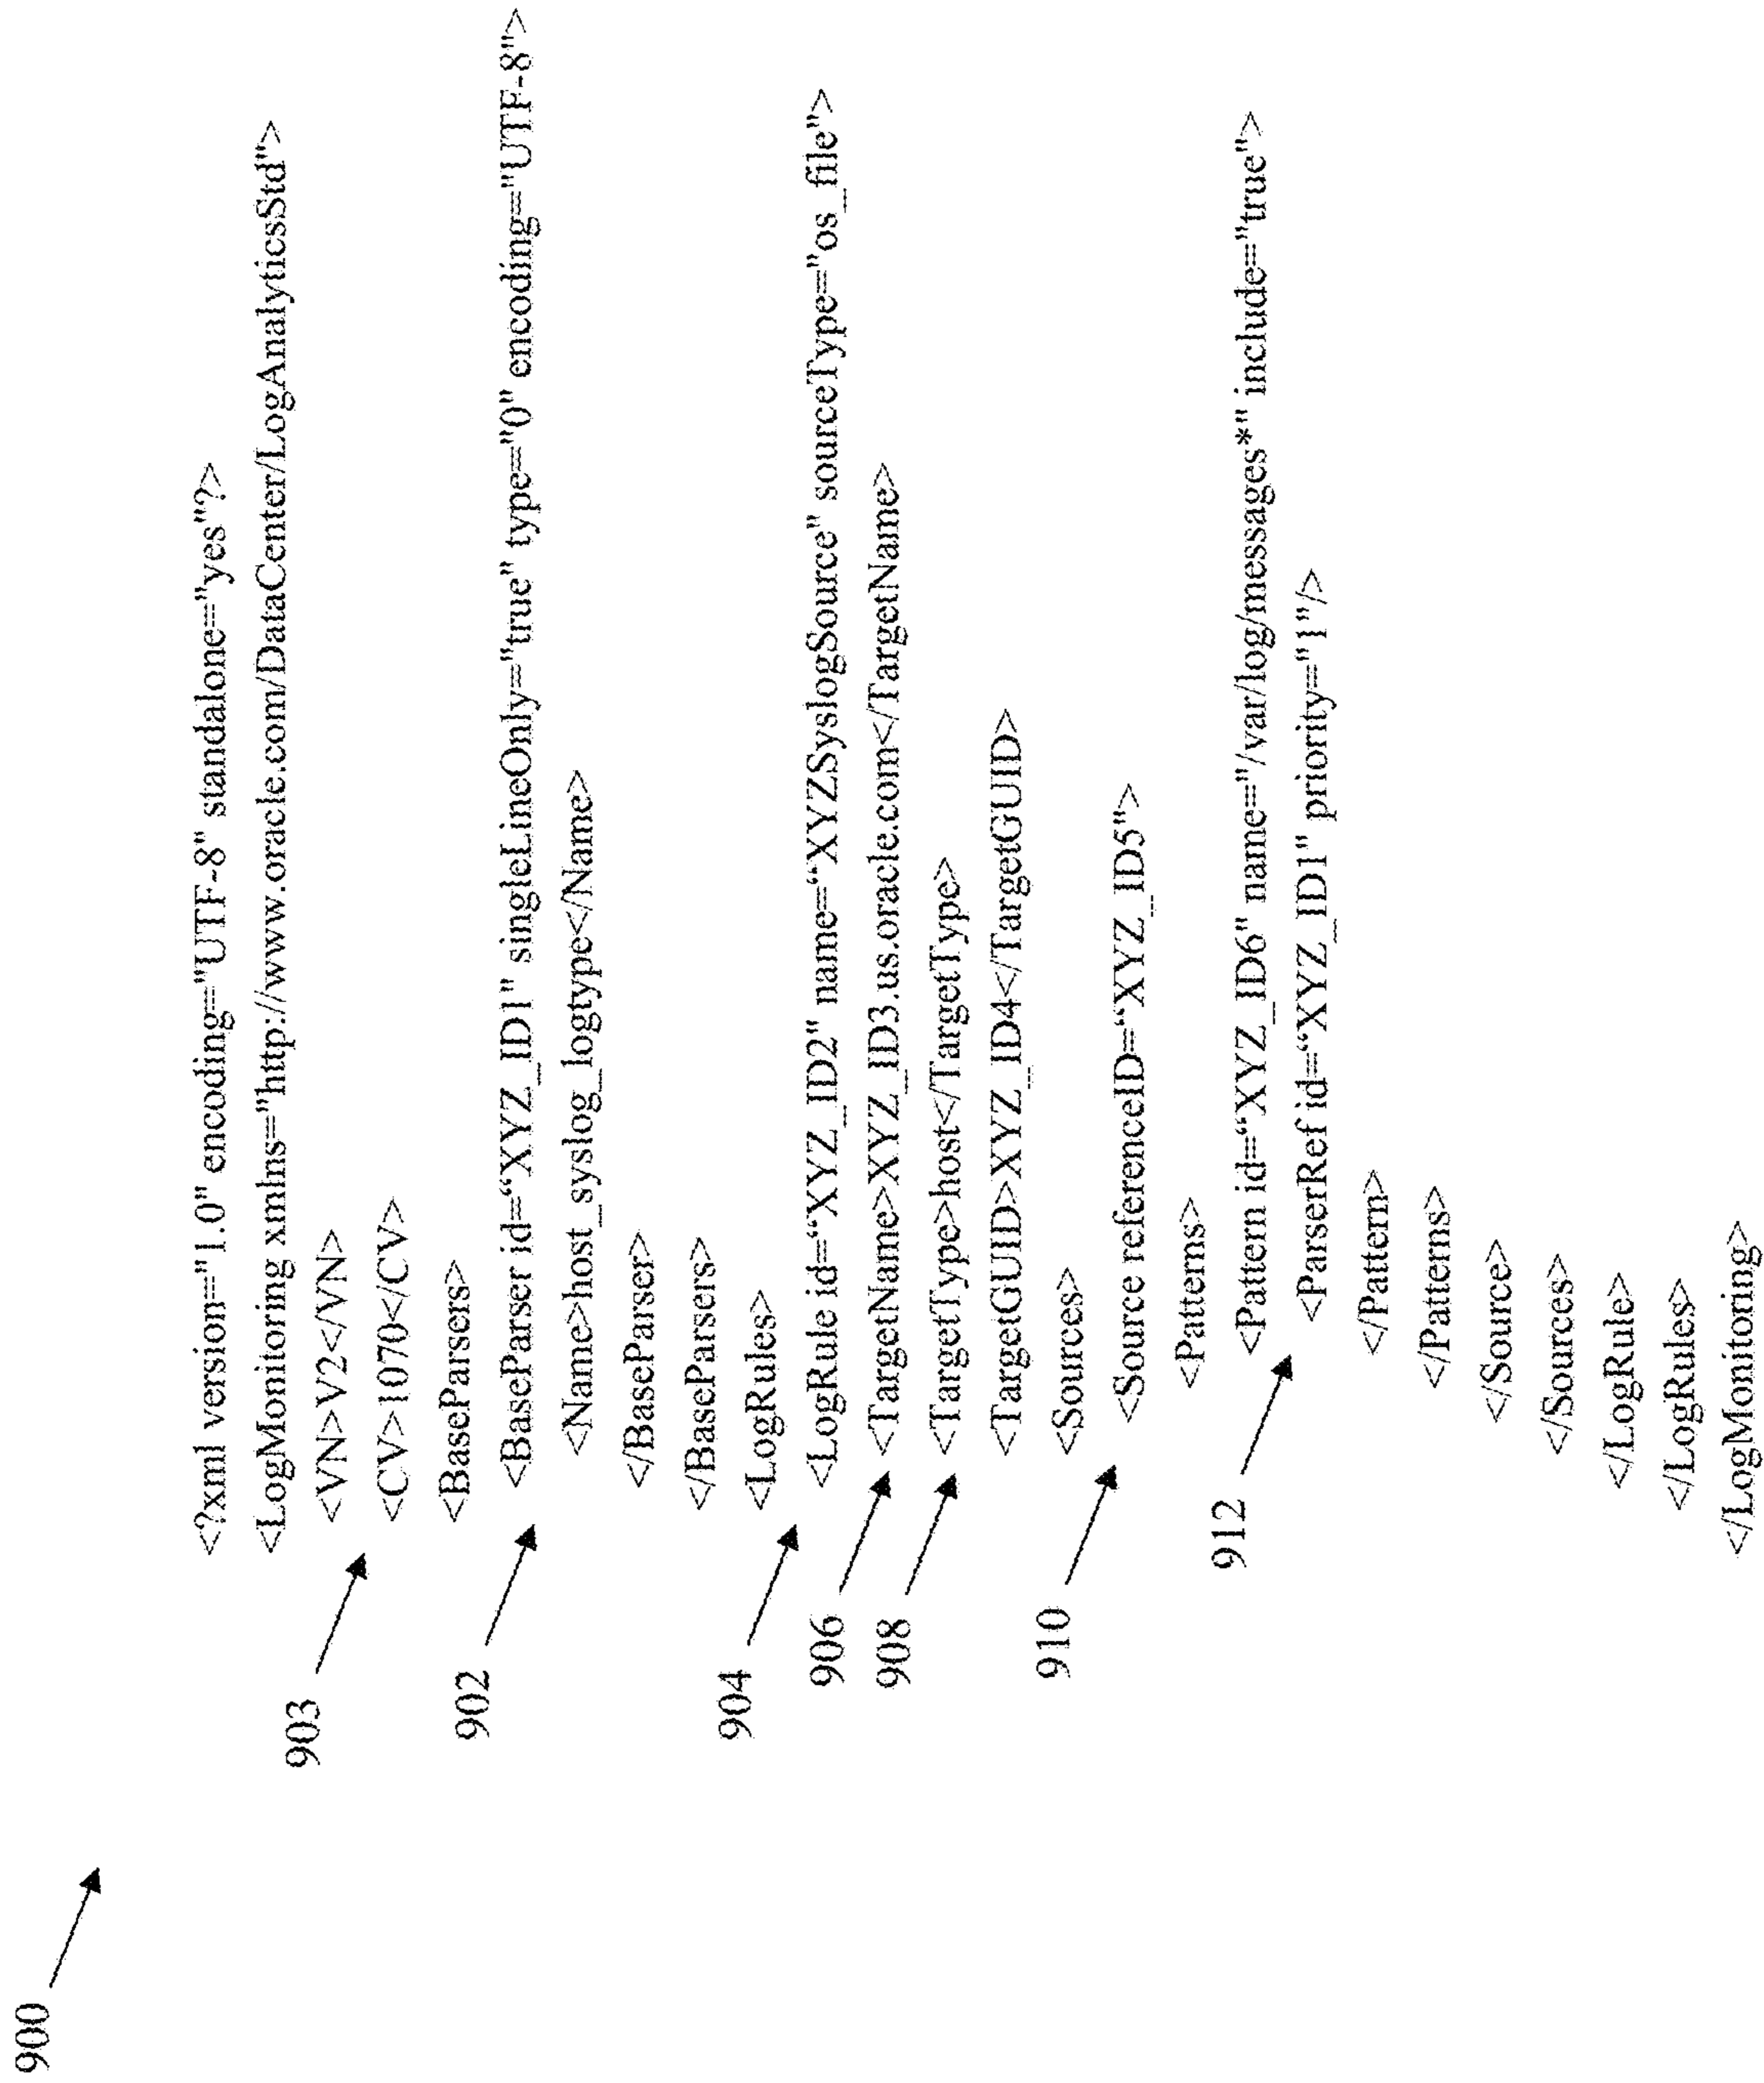 900
<?xml version="1.0" encoding="UTF-8" standalone="yes"?>
<LogMonitoring xmlns="http://www.oracle.com/DataCenter/LogAnalyticsStd">
<VN>V2</VN>
903
<CV>1070</CV>
<BaseParsers>
902
<BaseParser id=“XYZ_ID1" singleLineOnly="true" type="0" encoding="UTF-8">
<Name>host_syslog_logtype</Name>
</BaseParser>
</BaseParsers>
<LogRules>
904
<LogRule id=“XYZ_ID2" name=“XYZSyslogSource" sourceType="os_file">
906
<TargetName>XYZ_ID3.us.oracle.com</TargetName>
908
<TargetType>host</TargetType>
<TargetGUID>XYZ_ID4</TargetGUID>
<Sources>
910
<Source referenceID=“XYZ_ID5">
<Patterns>
912
<Pattern id=“XYZ_ID6" name="/var/log/messages*" include="true">
<ParserRef id=“XYZ_ID1" priority="1"/>
</Pattern>
</Patterns>
</Source>
</Sources>
</LogRule>
</LogRules>
</LogMonitoring>